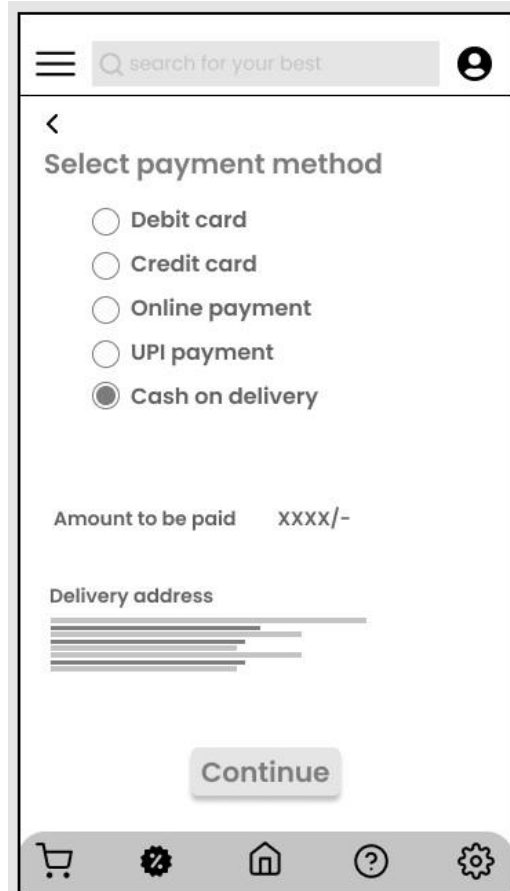 search for your best
Select payment method
Debit card
Credit card
Online payment
UPI payment
Cash on delivery
Amount to be paid XXXX/-
Delivery address
Continue